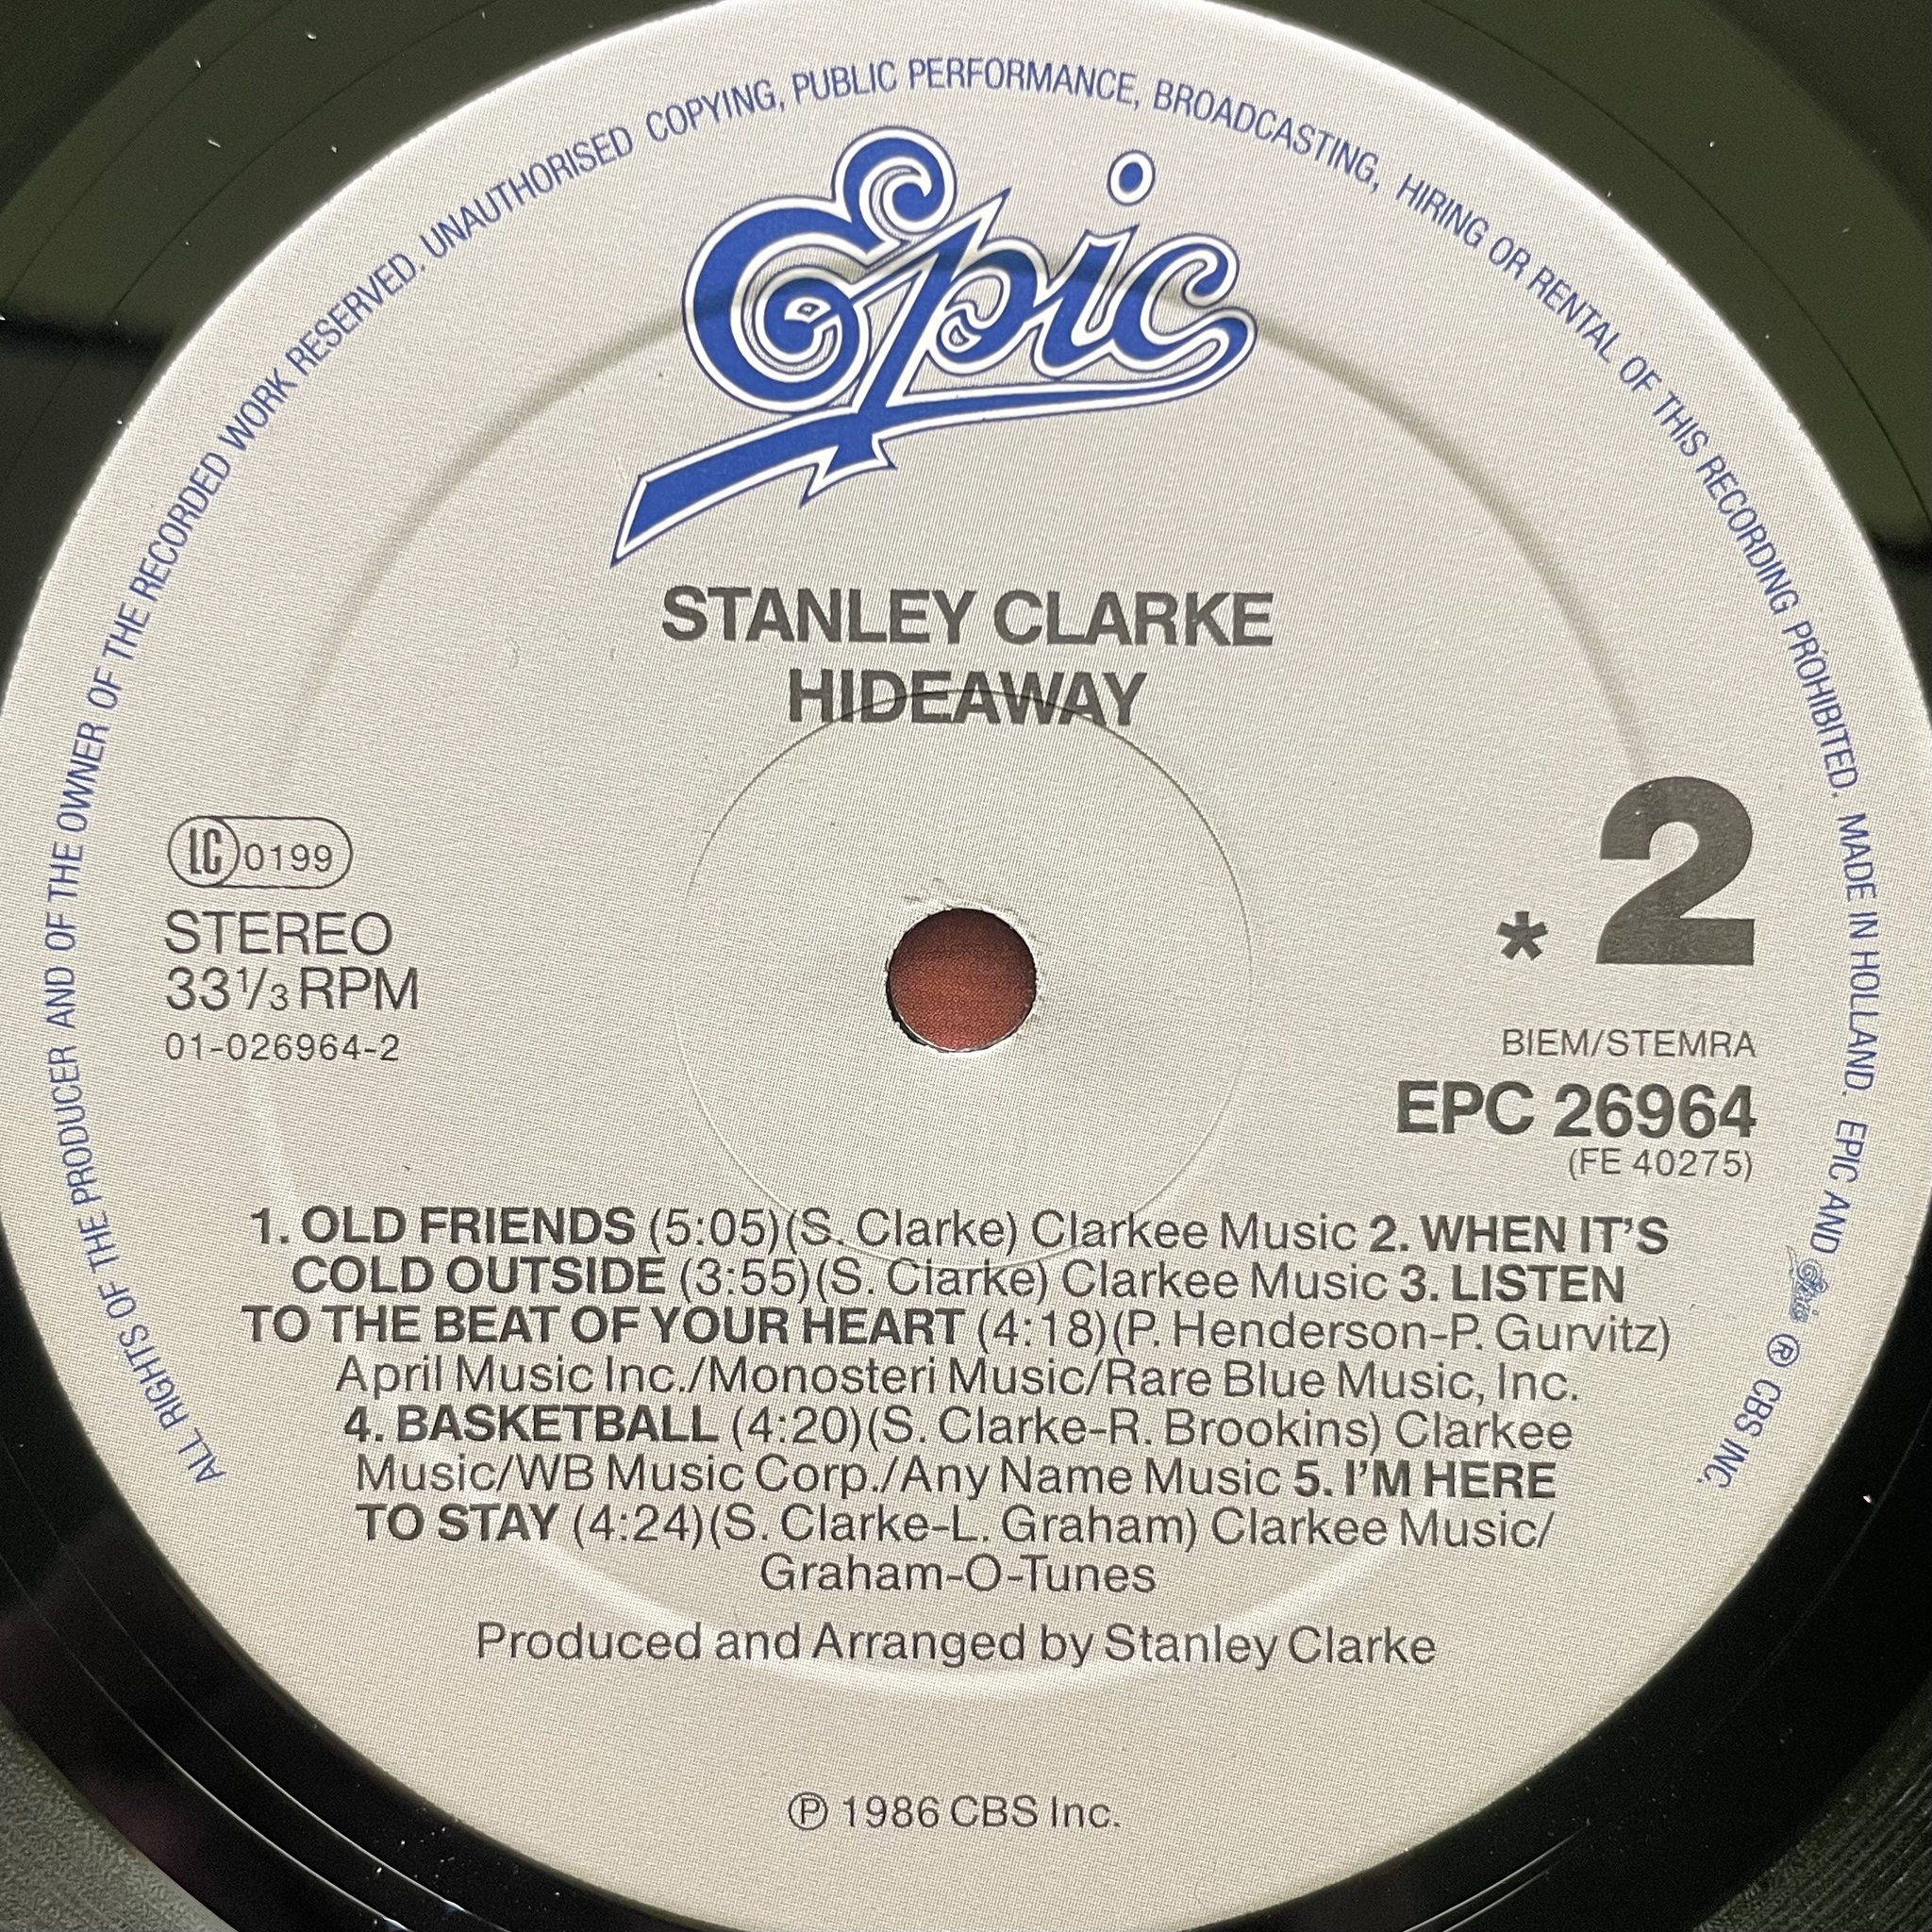 ALL RIGHTS OF THE PRODUCER AND OF THE OWNER OF THE RECORDED WORK RESERVED. UNAUTHORISED COPYING, PUBLIC PERFORMANCE, BROADCASTING, HIRING OR RENTAL OF THIS RECORDING PROHIBITED. MADE IN HOLLAND. EPIC AND Epic ® CBS INC.
Epic
STANLEY CLARKE
HIDEAWAY
LC 0199
STEREO
33 1/3 RPM
01-026964-2
* 2
BIEM/STEMRA
EPC 26964
(FE 40275)
1. OLD FRIENDS (5:05)(S. Clarke) Clarkee Music 2. WHEN IT'S
COLD OUTSIDE (3:55)(S. Clarke) Clarkee Music 3. LISTEN
TO THE BEAT OF YOUR HEART (4:18)(P. Henderson-P. Gurvitz)
April Music Inc./Monosteri Music/Rare Blue Music, Inc.
4. BASKETBALL (4:20)(S. Clarke-R. Brookins) Clarkee
Music/WB Music Corp./Any Name Music 5. I'M HERE
TO STAY (4:24)(S. Clarke-L. Graham) Clarkee Music/
Graham-O-Tunes
Produced and Arranged by Stanley Clarke
℗ 1986 CBS Inc.